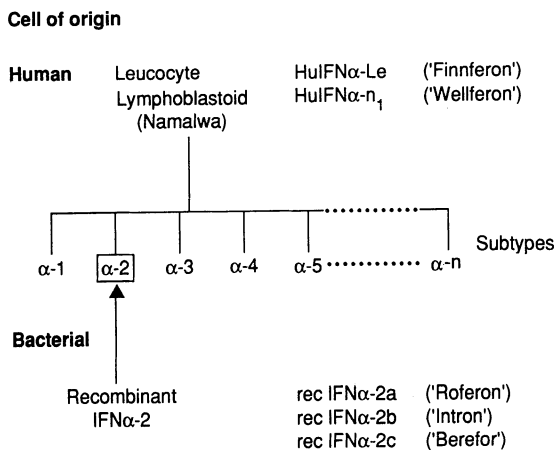 Cell of origin
Human Leucocyte HuIFNα-Le ('Finnferon')
Lymphoblastoid HuIFNα-n₁ ('Wellferon')
(Namalwa)
α-1 α-2 α-3 α-4 α-5 α-n Subtypes
Bacterial
Recombinant rec IFNα-2a ('Roferon')
IFNα-2 rec IFNα-2b ('Intron')
rec IFNα-2c ('Berefor')